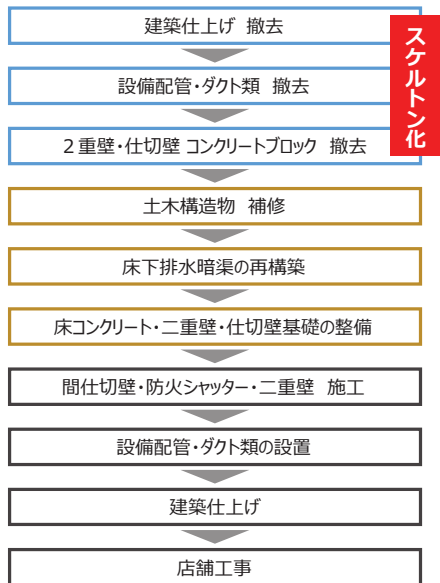 建築仕上げ 撤去
スケルトン化
設備配管・ダクト類 撤去
2重壁・仕切壁 コンクリートブロック 撤去
土木構造物 補修
床下排水暗渠の再構築
床コンクリート・二重壁・仕切壁基礎の整備
間仕切壁・防火シャッター・二重壁 施工
設備配管・ダクト類の設置
建築仕上げ
店舗工事